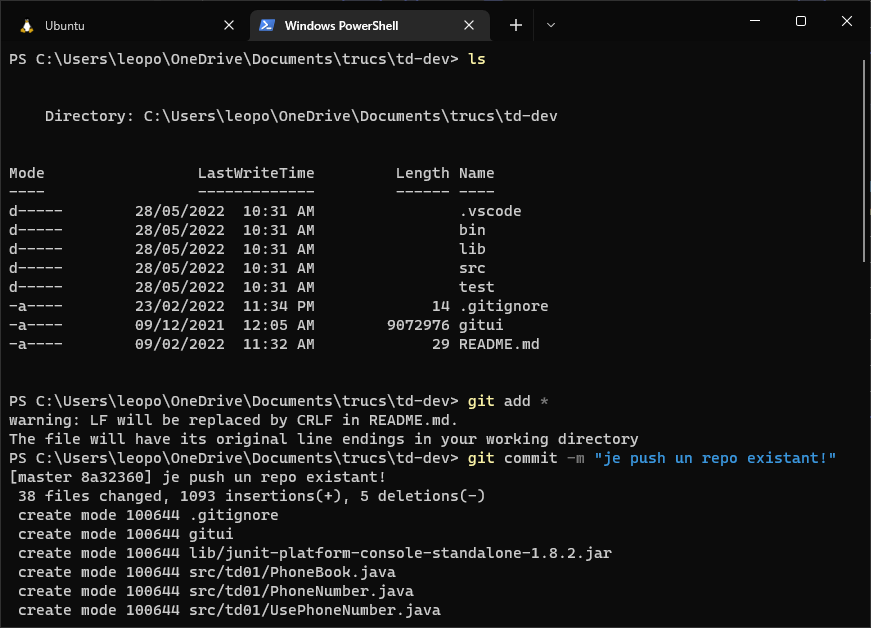 Ubuntu
Windows PowerShell
PS C:\Users\leopo\OneDrive\Documents\trucs\td-dev> ls
Directory: C:\Users\leopo\OneDrive\Documents\trucs\td-dev
Mode LastWriteTime Length Name
---- ------------- ------ ----
d----- 28/05/2022 10:31 AM .vscode
d----- 28/05/2022 10:31 AM bin
d----- 28/05/2022 10:31 AM lib
d----- 28/05/2022 10:31 AM src
d----- 28/05/2022 10:31 AM test
-a---- 23/02/2022 11:34 PM 14 .gitignore
-a---- 09/12/2021 12:05 AM 9072976 gitui
-a---- 09/02/2022 11:32 AM 29 README.md
PS C:\Users\leopo\OneDrive\Documents\trucs\td-dev> git add *
warning: LF will be replaced by CRLF in README.md.
The file will have its original line endings in your working directory
PS C:\Users\leopo\OneDrive\Documents\trucs\td-dev> git commit -m "je push un repo existant!"
[master 8a32360] je push un repo existant!
38 files changed, 1093 insertions(+), 5 deletions(-)
create mode 100644 .gitignore
create mode 100644 gitui
create mode 100644 lib/junit-platform-console-standalone-1.8.2.jar
create mode 100644 src/td01/PhoneBook.java
create mode 100644 src/td01/PhoneNumber.java
create mode 100644 src/td01/UsePhoneNumber.java